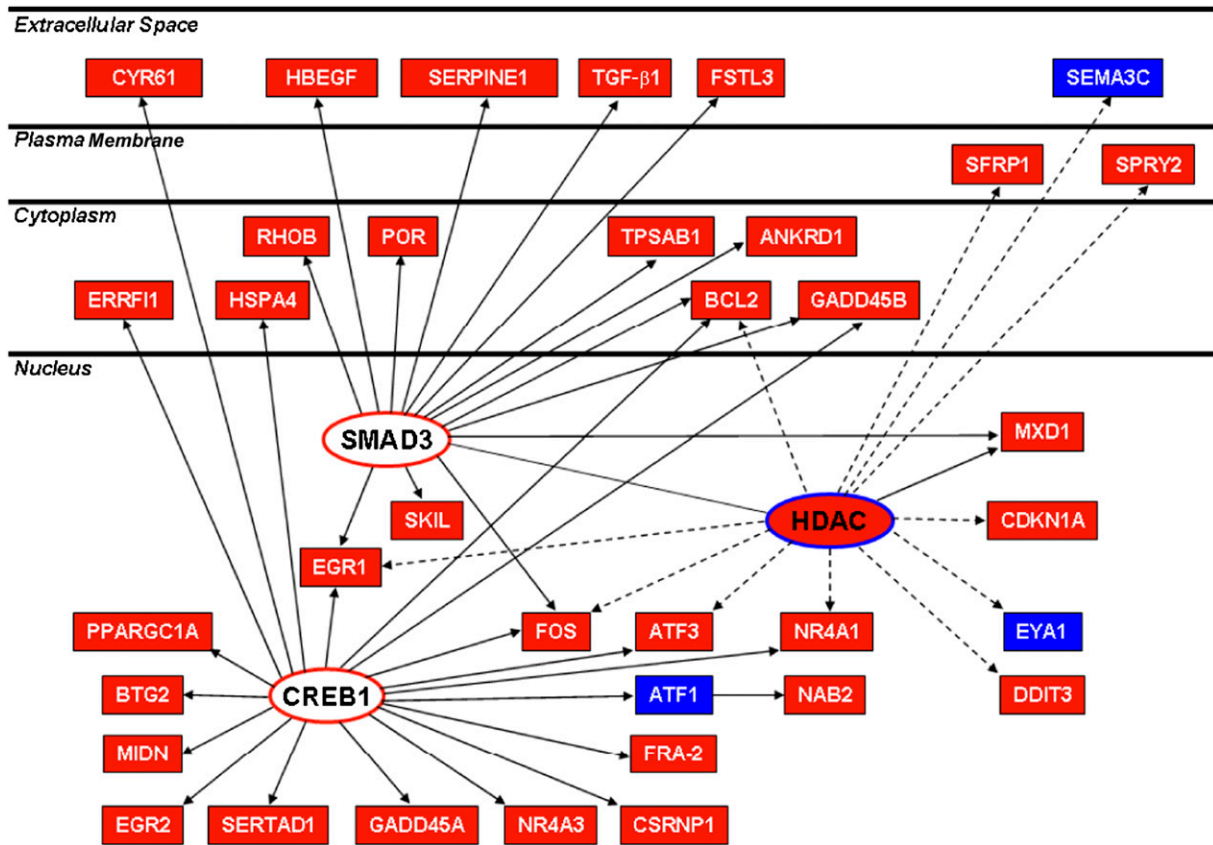 Extracellular Space
CYR61 HBEGF SERPINE1 TGF-β1 FSTL3 SEMA3C
Plasma Membrane
SFRP1 SPRY2
Cytoplasm
RHOB POR TPSAB1 ANKRD1
ERRFI1 HSPA4 BCL2 GADD45B
Nucleus
SMAD3 MXD1
SKIL HDAC CDKN1A
EGR1
PPARGC1A FOS ATF3 NR4A1 EYA1
BTG2 CREB1 ATF1 NAB2 DDIT3
MIDN FRA-2
EGR2 SERTAD1 GADD45A NR4A3 CSRNP1